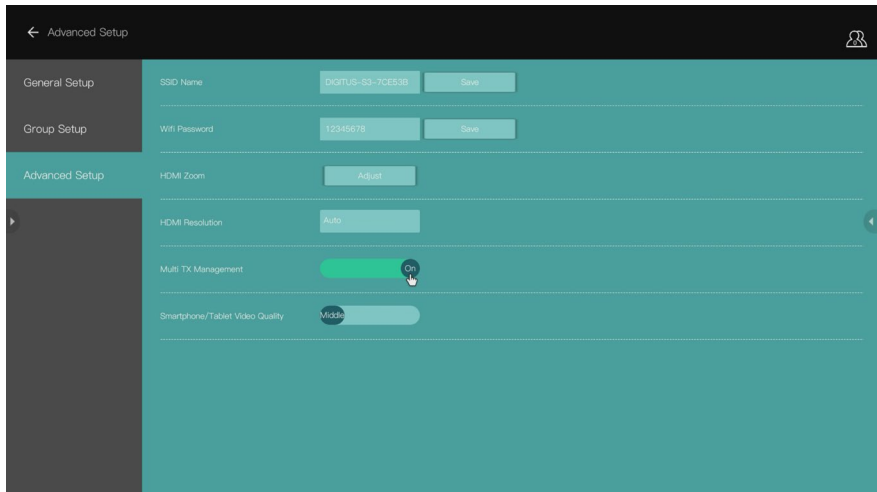 Advanced Setup
General Setup
SSID Name
DIGITUS-S3-7CE53B
Save
Group Setup
Wifi Password
12345678
Save
Advanced Setup
HDMI Zoom
Adjust
HDMI Resolution
Auto
Multi TX Management
On
Smartphone/Tablet Video Quality
Middle